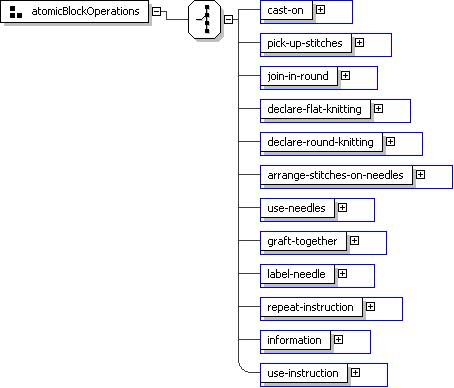 atomicBlockOperations
cast-on
pick-up-stitches
join-in-round
declare-flat-knitting
declare-round-knitting
arrange-stitches-on-needles
use-needles
graft-together
label-needle
repeat-instruction
information
use-instruction